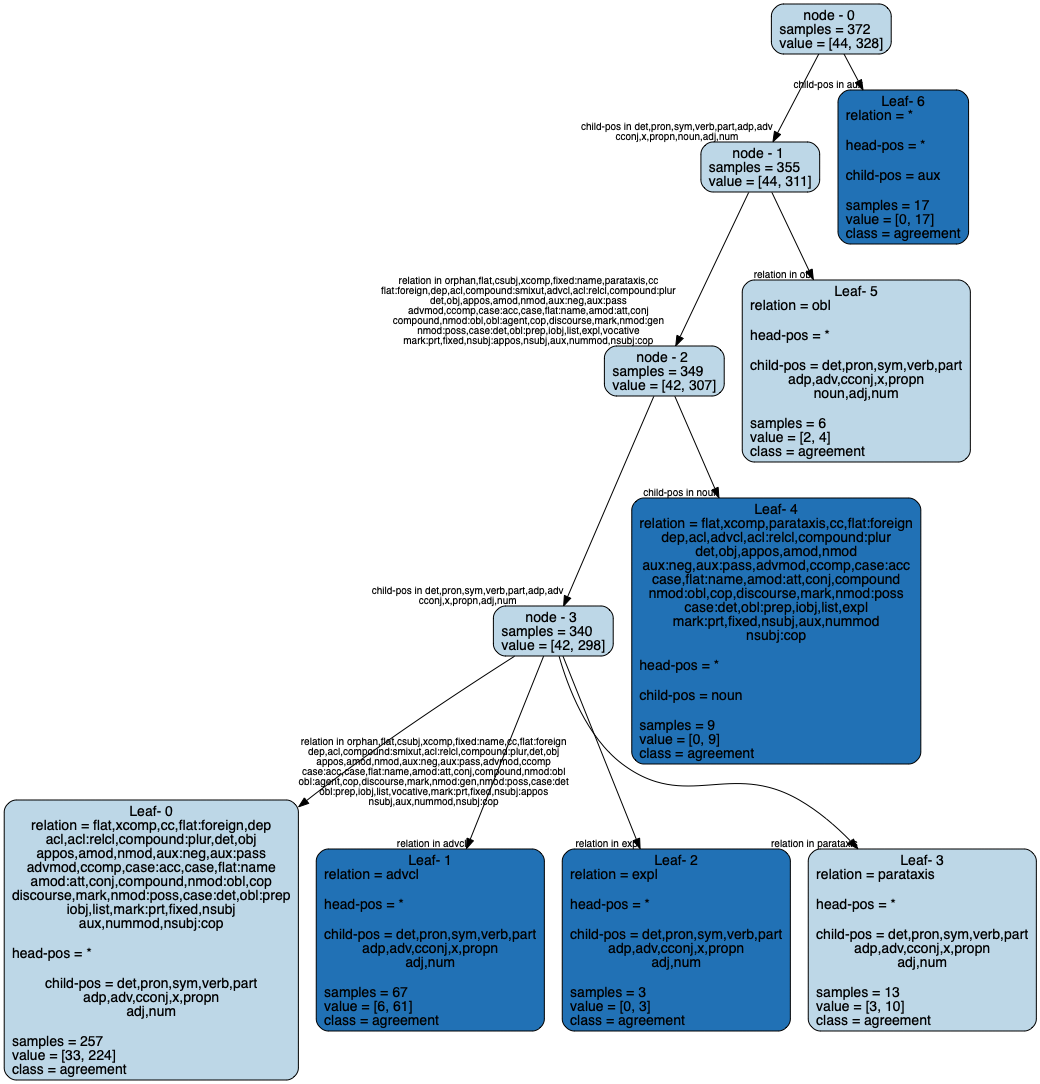 node - 0
samples = 372
value = [44, 328]
child-pos in aux
Leaf- 6
relation = *
head-pos = *
child-pos = aux
samples = 17
value = [0, 17]
class = agreement
child-pos in det,pron,sym,verb,part,adp,adv
cconj,x,propn,noun,adj,num
node - 1
samples = 355
value = [44, 311]
relation in orphan,flat,csubj,xcomp,fixed:name,parataxis,cc
flat:foreign,dep,acl,compound:smixut,advcl,acl:relcl,compound:plur
det,obj,appos,amod,nmod,aux:neg,aux:pass
advmod,ccomp,case:acc,case,flat:name,amod:att,conj
compound,nmod:obl,obl:agent,cop,discourse,mark,nmod:gen
nmod:poss,case:det,obl:prep,iobj,list,expl,vocative
mark:prt,fixed,nsubj:appos,nsubj,aux,nummod,nsubj:cop
relation in obl
Leaf- 5
relation = obl
head-pos = *
child-pos = det,pron,sym,verb,part
adp,adv,cconj,x,propn
noun,adj,num
samples = 6
value = [2, 4]
class = agreement
node - 2
samples = 349
value = [42, 307]
child-pos in noun
Leaf- 4
relation = flat,xcomp,parataxis,cc,flat:foreign
dep,acl,advcl,acl:relcl,compound:plur
det,obj,appos,amod,nmod
aux:neg,aux:pass,advmod,ccomp,case:acc
case,flat:name,amod:att,conj,compound
nmod:obl,cop,discourse,mark,nmod:poss
case:det,obl:prep,iobj,list,expl
mark:prt,fixed,nsubj,aux,nummod
nsubj:cop
head-pos = *
child-pos = noun
samples = 9
value = [0, 9]
class = agreement
child-pos in det,pron,sym,verb,part,adp,adv
cconj,x,propn,adj,num
node - 3
samples = 340
value = [42, 298]
relation in orphan,flat,csubj,xcomp,fixed:name,cc,flat:foreign
dep,acl,compound:smixut,acl:relcl,compound:plur,det,obj
appos,amod,nmod,aux:neg,aux:pass,advmod,ccomp
case:acc,case,flat:name,amod:att,conj,compound,nmod:obl
obl:agent,cop,discourse,mark,nmod:gen,nmod:poss,case:det
obl:prep,iobj,list,vocative,mark:prt,fixed,nsubj:appos
nsubj,aux,nummod,nsubj:cop
Leaf- 0
relation = flat,xcomp,cc,flat:foreign,dep
acl,acl:relcl,compound:plur,det,obj
appos,amod,nmod,aux:neg,aux:pass
advmod,ccomp,case:acc,case,flat:name
amod:att,conj,compound,nmod:obl,cop
discourse,mark,nmod:poss,case:det,obl:prep
iobj,list,mark:prt,fixed,nsubj
aux,nummod,nsubj:cop
head-pos = *
child-pos = det,pron,sym,verb,part
adp,adv,cconj,x,propn
adj,num
samples = 257
value = [33, 224]
class = agreement
relation in advcl
Leaf- 1
relation = advcl
head-pos = *
child-pos = det,pron,sym,verb,part
adp,adv,cconj,x,propn
adj,num
samples = 67
value = [6, 61]
class = agreement
relation in expl
Leaf- 2
relation = expl
head-pos = *
child-pos = det,pron,sym,verb,part
adp,adv,cconj,x,propn
adj,num
samples = 3
value = [0, 3]
class = agreement
relation in parataxis
Leaf- 3
relation = parataxis
head-pos = *
child-pos = det,pron,sym,verb,part
adp,adv,cconj,x,propn
adj,num
samples = 13
value = [3, 10]
class = agreement